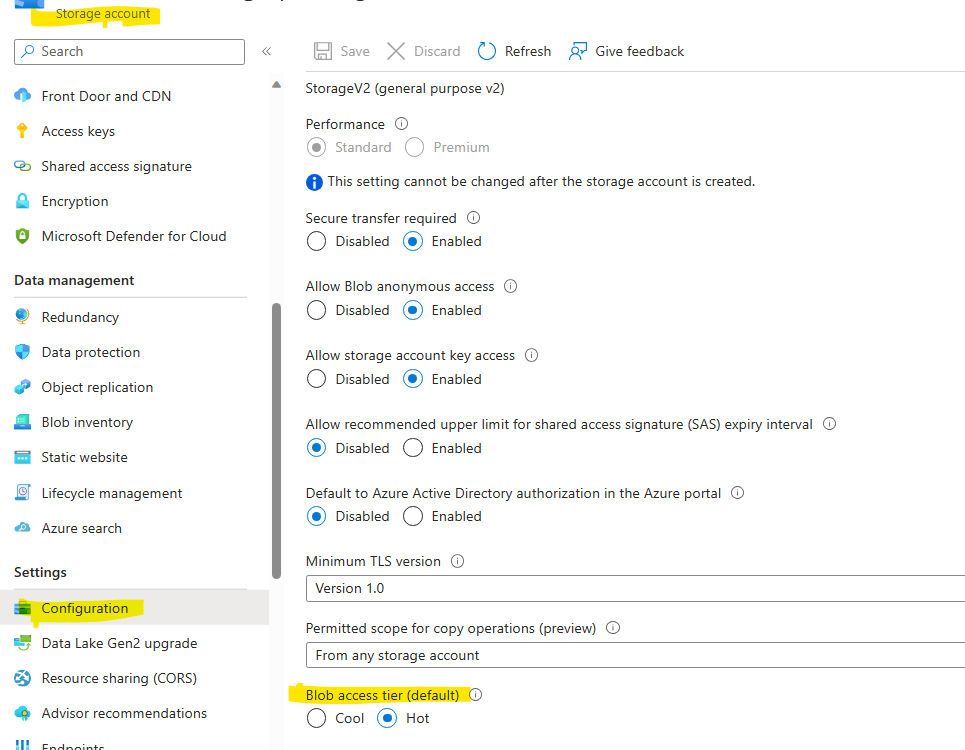 Storage account
Search
«
Front Door and CDN
Access keys
Shared access signature
Encryption
Microsoft Defender for Cloud
Data management
Redundancy
Data protection
Object replication
Blob inventory
Static website
Lifecycle management
Azure search
Settings
Configuration
Data Lake Gen2 upgrade
Resource sharing (CORS)
Advisor recommendations
Endpoints
Save Discard Refresh Give feedback
StorageV2 (general purpose v2)
Performance
Standard Premium
This setting cannot be changed after the storage account is created.
Secure transfer required
Disabled Enabled
Allow Blob anonymous access
Disabled Enabled
Allow storage account key access
Disabled Enabled
Allow recommended upper limit for shared access signature (SAS) expiry interval
Disabled Enabled
Default to Azure Active Directory authorization in the Azure portal
Disabled Enabled
Minimum TLS version
Version 1.0
Permitted scope for copy operations (preview)
From any storage account
Blob access tier (default)
Cool Hot